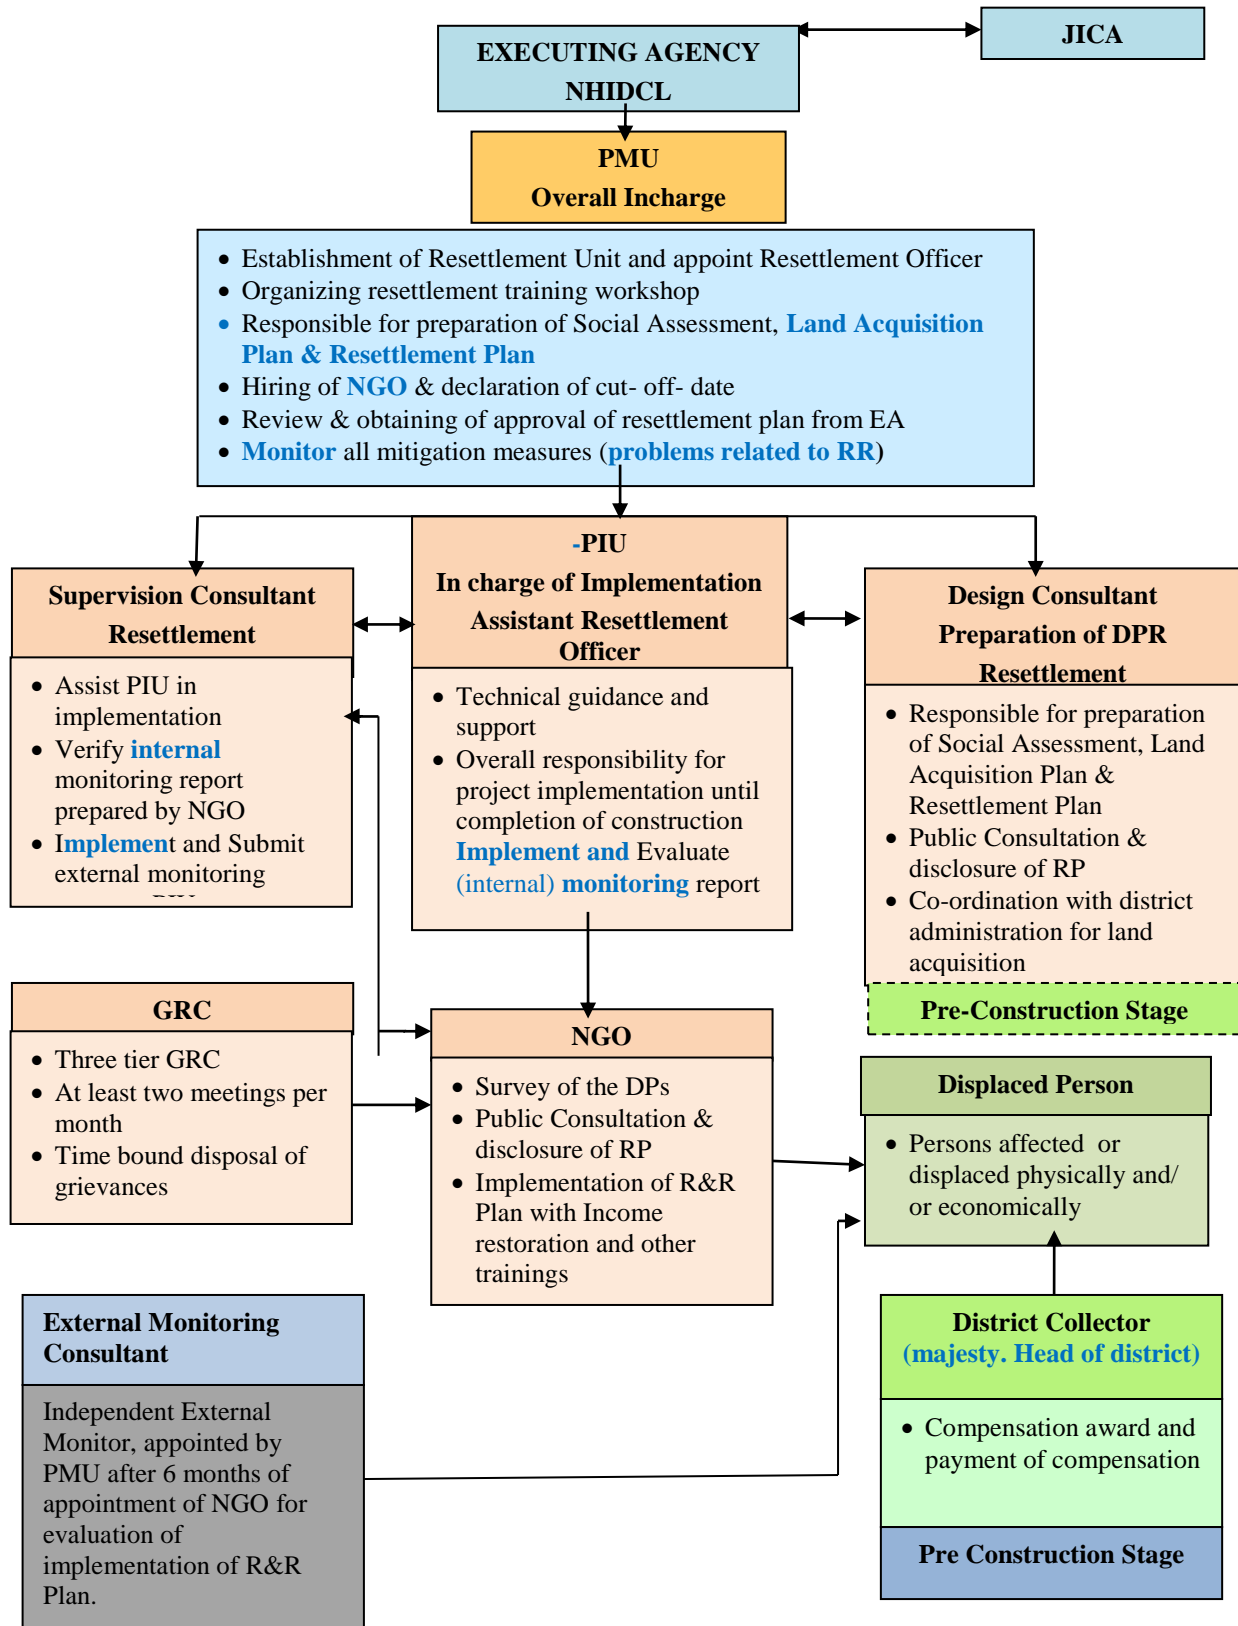 JICA
EXECUTING AGENCY
NHIDCL
PMU
Overall Incharge
• Establishment of Resettlement Unit and appoint Resettlement Officer
• Organizing resettlement training workshop
• Responsible for preparation of Social Assessment, Land Acquisition
Plan & Resettlement Plan
• Hiring of NGO & declaration of cut- off- date
• Review & obtaining of approval of resettlement plan from EA
• Monitor all mitigation measures (problems related to RR)
Supervision Consultant
Resettlement
• Assist PIU in
implementation
• Verify internal
monitoring report
prepared by NGO
• Implement and Submit
external monitoring
-PIU
In charge of Implementation
Assistant Resettlement
Officer
• Technical guidance and
support
• Overall responsibility for
project implementation until
completion of construction
Implement and Evaluate
(internal) monitoring report
Design Consultant
Preparation of DPR
Resettlement
• Responsible for preparation
of Social Assessment, Land
Acquisition Plan &
Resettlement Plan
• Public Consultation &
disclosure of RP
• Co-ordination with district
administration for land
acquisition
Pre-Construction Stage
GRC
• Three tier GRC
• At least two meetings per
month
• Time bound disposal of
grievances
NGO
• Survey of the DPs
• Public Consultation &
disclosure of RP
• Implementation of R&R
Plan with Income
restoration and other
trainings
Displaced Person
• Persons affected or
displaced physically and/
or economically
External Monitoring
Consultant
Independent External
Monitor, appointed by
PMU after 6 months of
appointment of NGO for
evaluation of
implementation of R&R
Plan.
District Collector
(majesty. Head of district)
• Compensation award and
payment of compensation
Pre Construction Stage